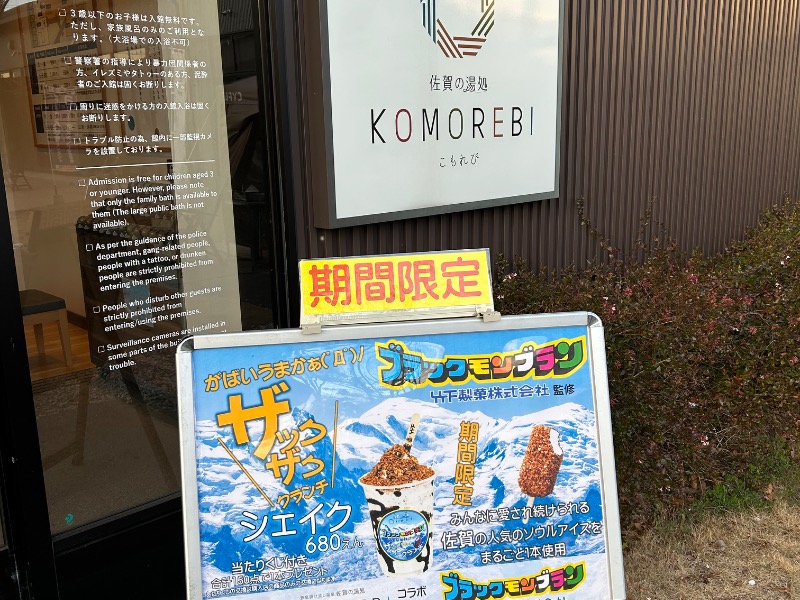 □ 3歳以下のお子様は入館無料です。
ただし、家族風呂のみのご利用とな
ります。(大浴場での入浴不可)
□ 警察署の指導により暴力団関係者の
方、イレズミやタトゥーのある方、泥酔
者のご入館は固くお断りします。
□ 周りに迷惑をかける方の入館入浴は固く
お断りします。
□ トラブル防止の為、館内に一部監視カメ
ラを設置しております。
□ Admission is free for children aged 3
or younger. However, please note
that only the family bath is available to
them (The large public bath is not
available).
□ As per the guidance of the police
department, gang-related people,
people with a tattoo, or drunken
people are strictly prohibited from
entering the premises.
□ People who disturb other guests are
strictly prohibited from
entering/using the premises.
□ Surveillance cameras are installed in
some parts of the
trouble.
佐賀の湯処
KOMOREBI
こもれび
期間限定
がばいうまかぁ(ﾟДﾟ)ﾉ
ブラックモンブラン
竹下製菓株式会社 監修
ザックザク
クランチ
シェイク
680えん
当たりくじ付き
期間限定
みんなに愛され続けられる
佐賀の人気のソウルアイスを
まるごと1本使用
コラボ
ブラックモンブラン